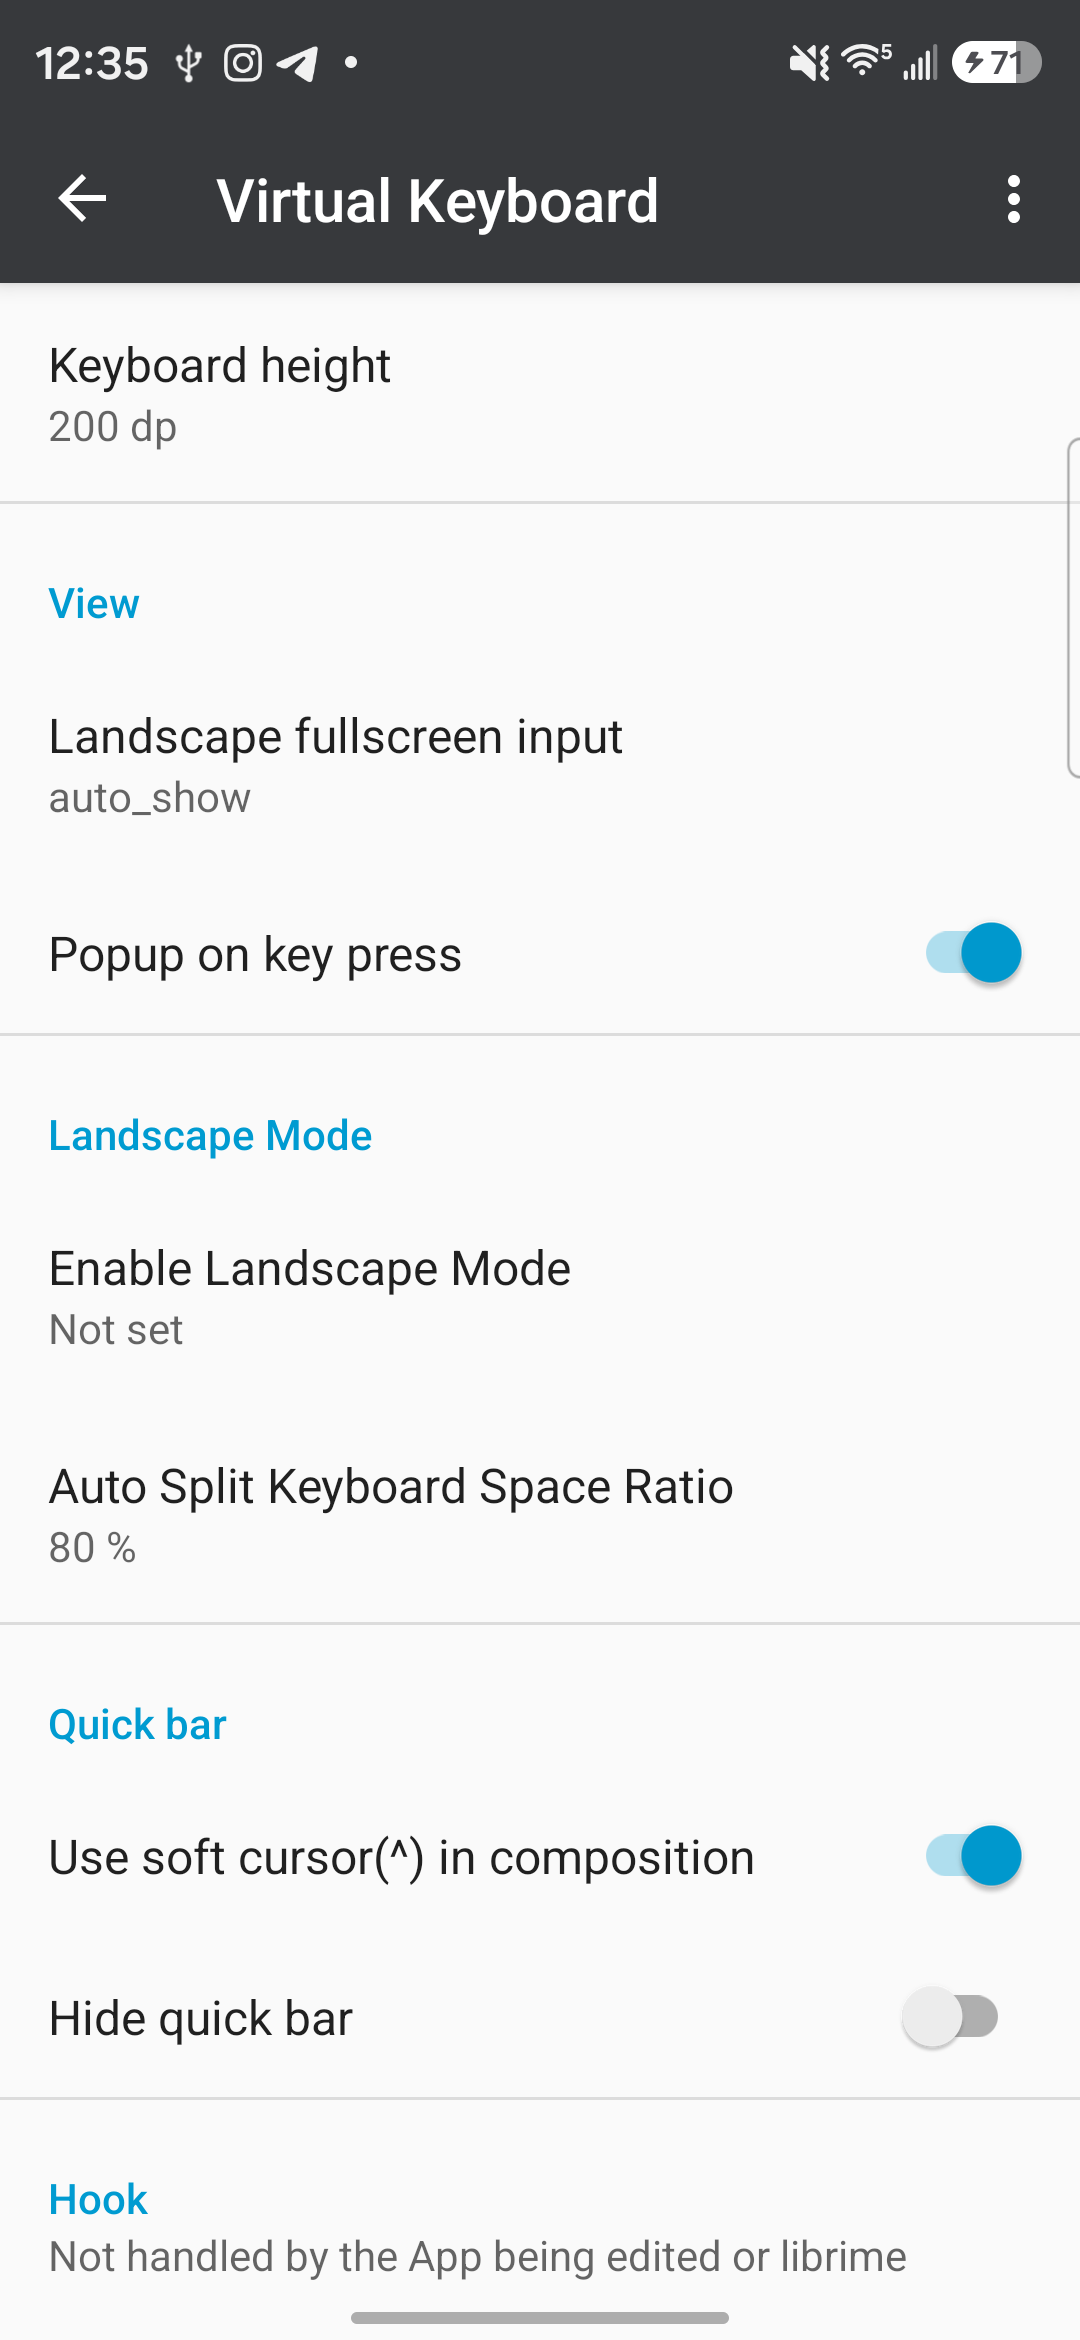 12:35
5
71
Virtual Keyboard
Keyboard height
200 dp
View
Landscape fullscreen input
auto_show
Popup on key press
Landscape Mode
Enable Landscape Mode
Not set
Auto Split Keyboard Space Ratio
80 %
Quick bar
Use soft cursor(^) in composition
Hide quick bar
Hook
Not handled by the App being edited or librime